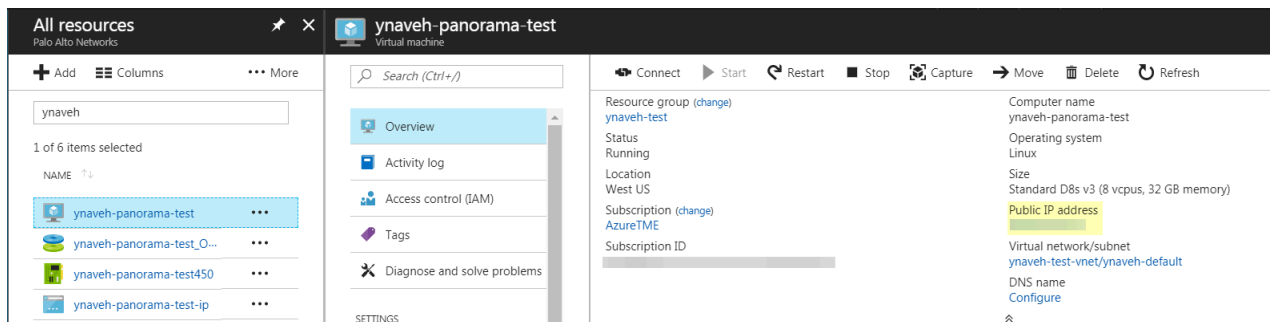 All resources
Palo Alto Networks
Add Columns More
ynaveh
1 of 6 items selected
NAME
ynaveh-panorama-test
ynaveh-panorama-test_O...
ynaveh-panorama-test450
ynaveh-panorama-test-ip
ynaveh-panorama-test
Virtual machine
Search (Ctrl+/)
Overview
Activity log
Access control (IAM)
Tags
Diagnose and solve problems
SETTINGS
Connect Start Restart Stop Capture Move Delete Refresh
Resource group (change)
ynaveh-test
Status
Running
Location
West US
Subscription (change)
AzureTME
Subscription ID
Computer name
ynaveh-panorama-test
Operating system
Linux
Size
Standard D8s v3 (8 vcpus, 32 GB memory)
Public IP address
Virtual network/subnet
ynaveh-test-vnet/ynaveh-default
DNS name
Configure